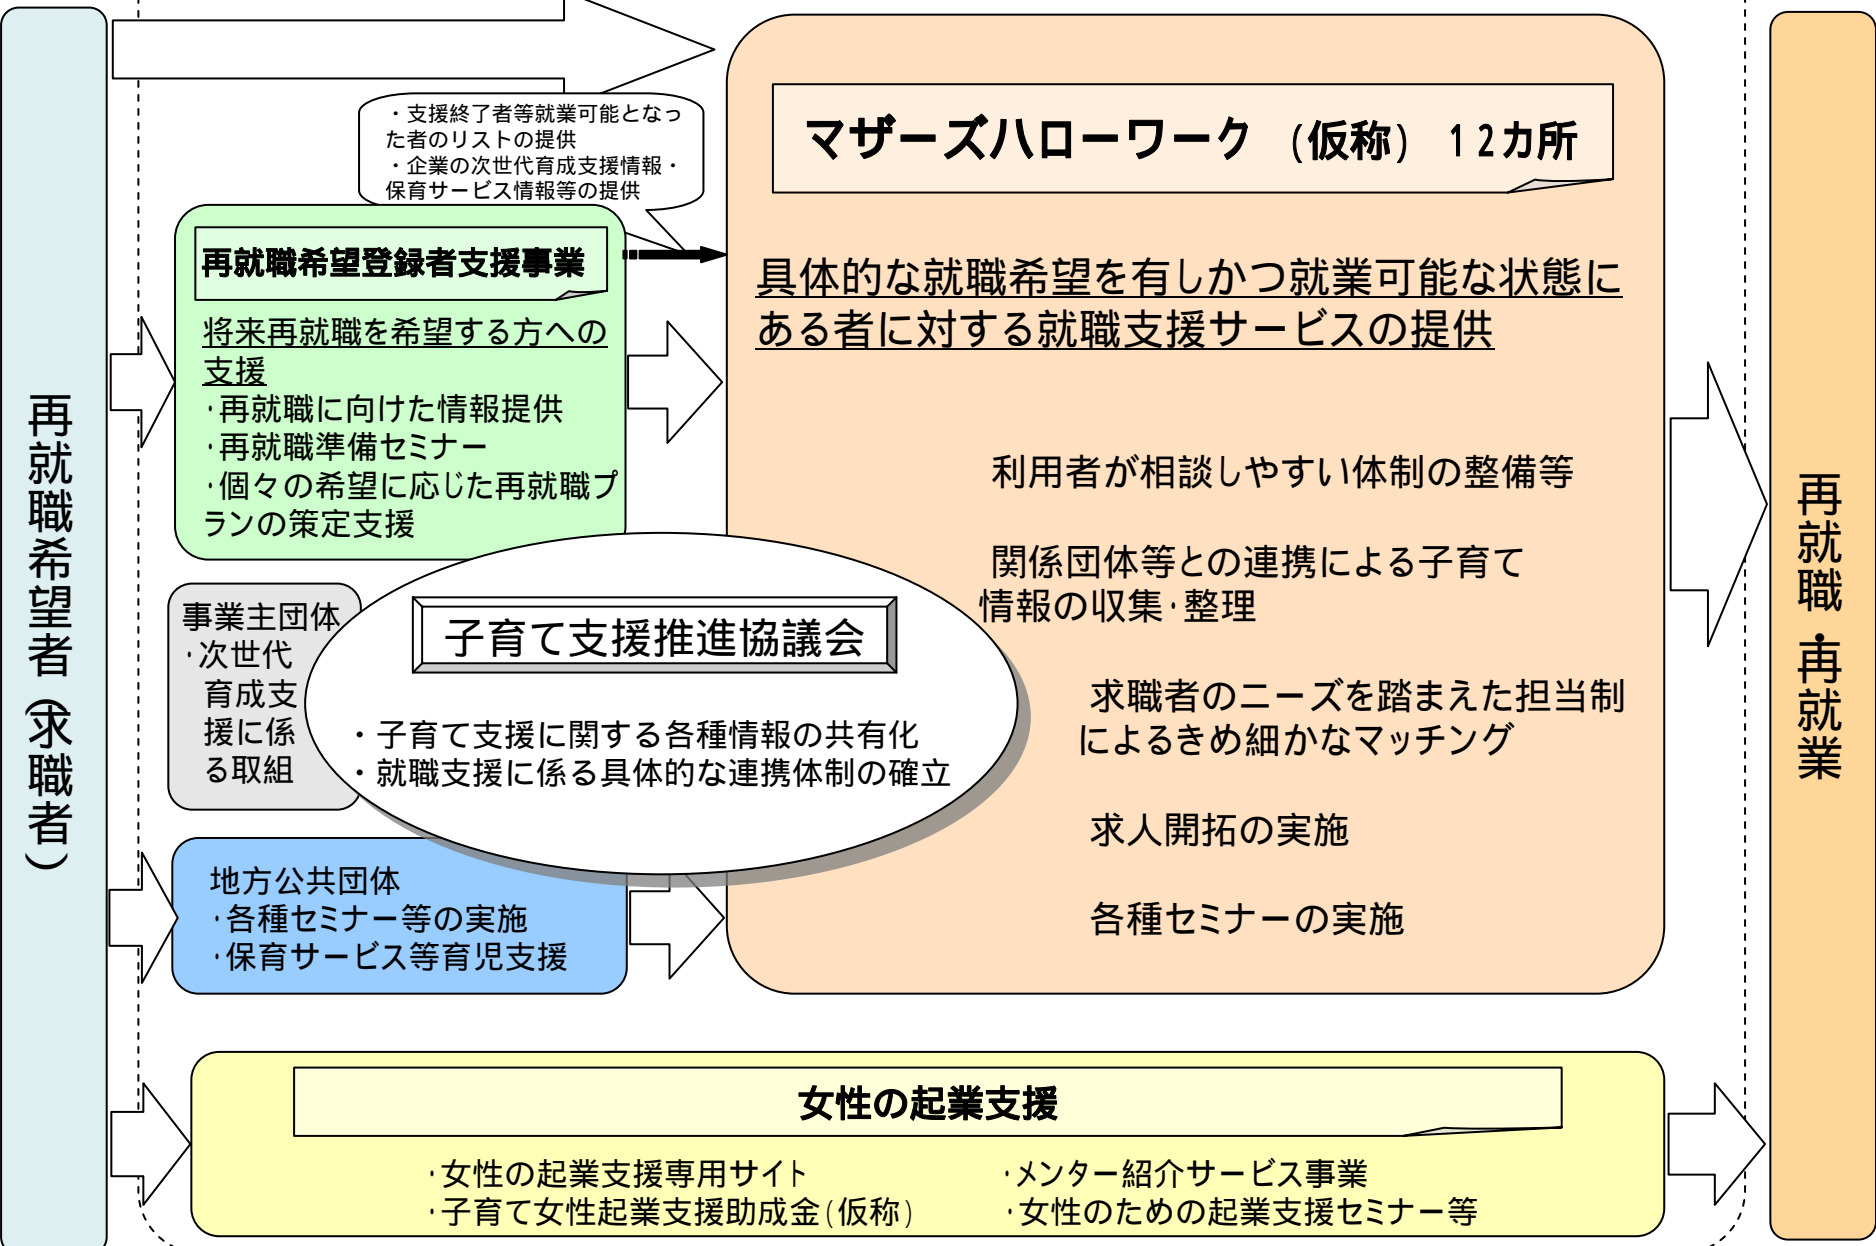 再就職希望者(求職者)
・支援終了者等就業可能となっ
た者のリストの提供
・企業の次世代育成支援情報・
保育サービス情報等の提供
再就職希望登録者支援事業
将来再就職を希望する方への
支援
・再就職に向けた情報提供
・再就職準備セミナー
・個々の希望に応じた再就職プ
ランの策定支援
事業主団体
・次世代
育成支
援に係
る取組
子育て支援推進協議会
・子育て支援に関する各種情報の共有化
・就職支援に係る具体的な連携体制の確立
地方公共団体
・各種セミナー等の実施
・保育サービス等育児支援
マザーズハローワーク (仮称) 12カ所
具体的な就職希望を有しかつ就業可能な状態に
ある者に対する就職支援サービスの提供
利用者が相談しやすい体制の整備等
関係団体等との連携による子育て
情報の収集・整理
求職者のニーズを踏まえた担当制
によるきめ細かなマッチング
求人開拓の実施
各種セミナーの実施
女性の起業支援
・女性の起業支援専用サイト
・子育て女性起業支援助成金(仮称)
・メンター紹介サービス事業
・女性のための起業支援セミナー等
再就職・再就業